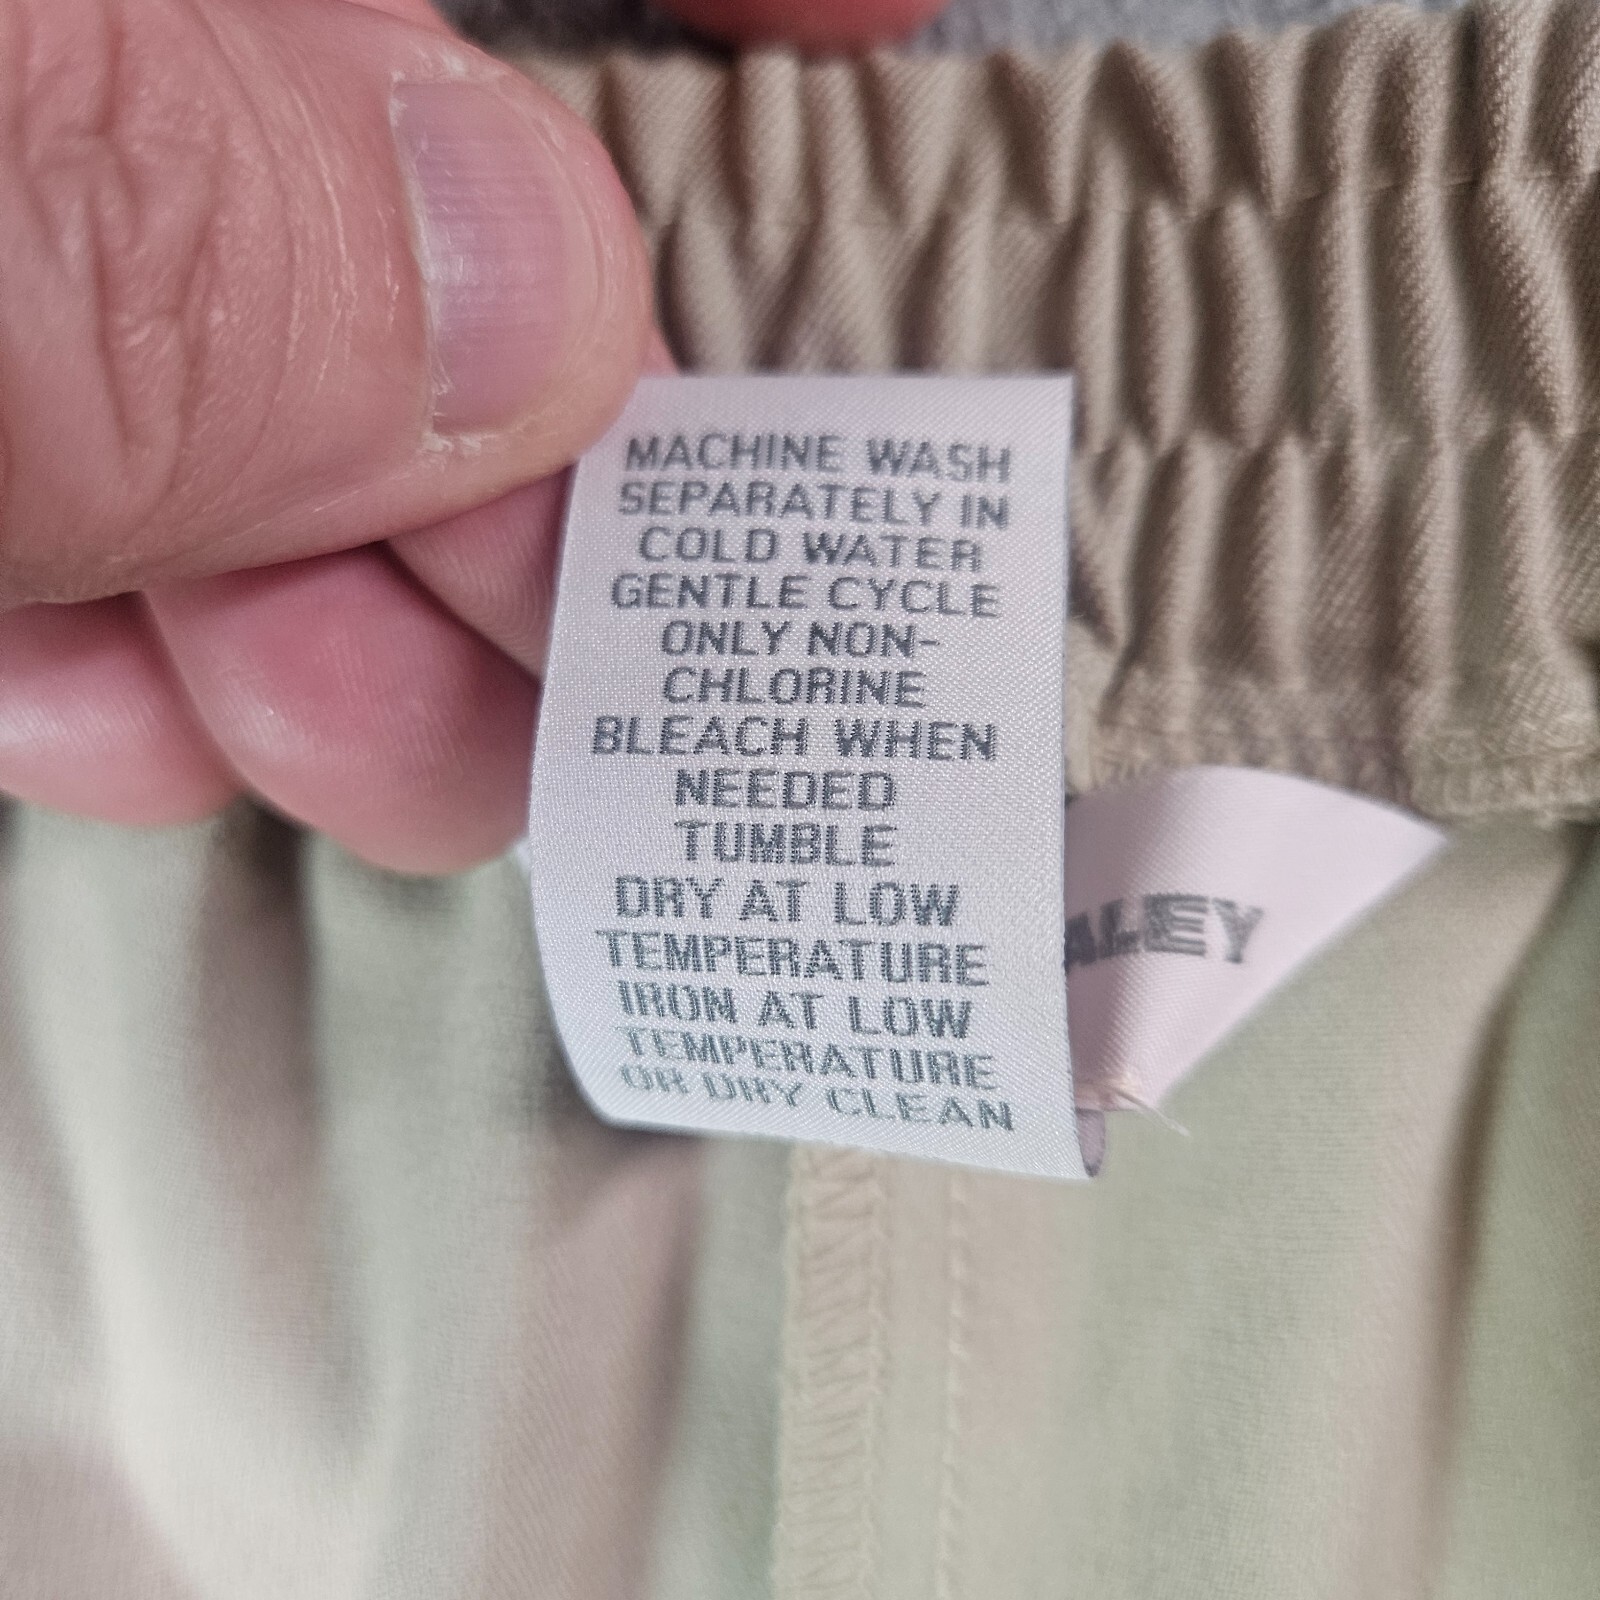 MACHINE WASH
SEPARATELY IN
COLD WATER
GENTLE CYCLE
ONLY NON-
CHLORINE
BLEACH WHEN
NEEDED
TUMBLE
DRY AT LOW
TEMPERATURE
IRON AT LOW
TEMPERATURE
OR DRY CLEAN
ALEY